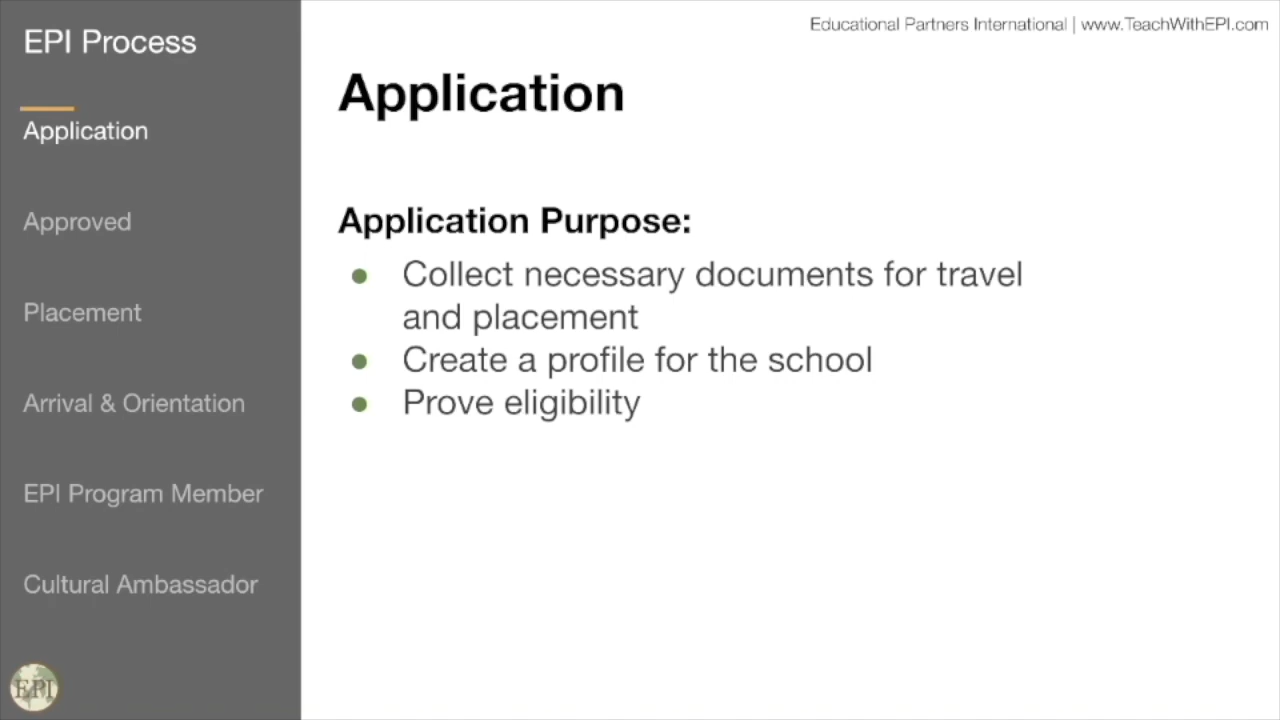 EPI Process
Application
Approved
Placement
Arrival & Orientation
EPI Program Member
Cultural Ambassador
EPI
Educational Partners International | www.TeachWithEPI.com
Application
Application Purpose:
● Collect necessary documents for travel
and placement
● Create a profile for the school
● Prove eligibility